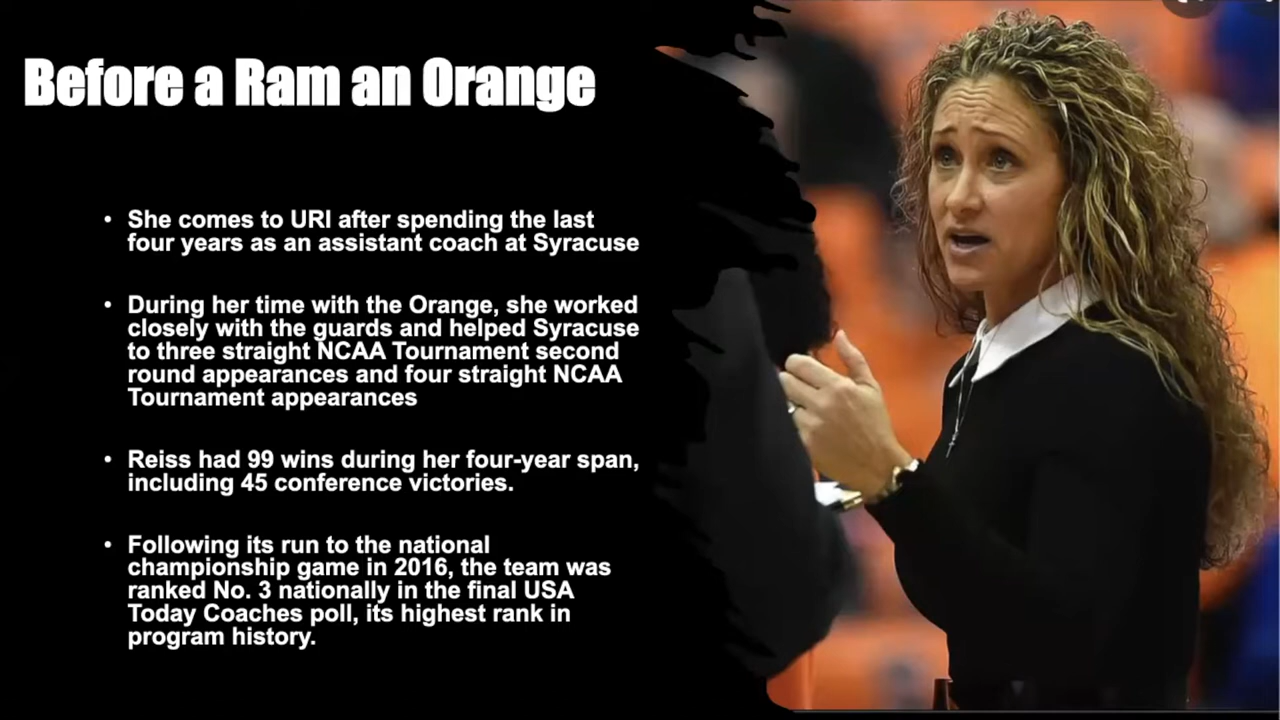 Before a Ram an Orange
• She comes to URI after spending the last
four years as an assistant coach at Syracuse
• During her time with the Orange, she worked
closely with the guards and helped Syracuse
to three straight NCAA Tournament second
round appearances and four straight NCAA
Tournament appearances
• Reiss had 99 wins during her four-year span,
including 45 conference victories.
• Following its run to the national
championship game in 2016, the team was
ranked No. 3 nationally in the final USA
Today Coaches poll, its highest rank in
program history.